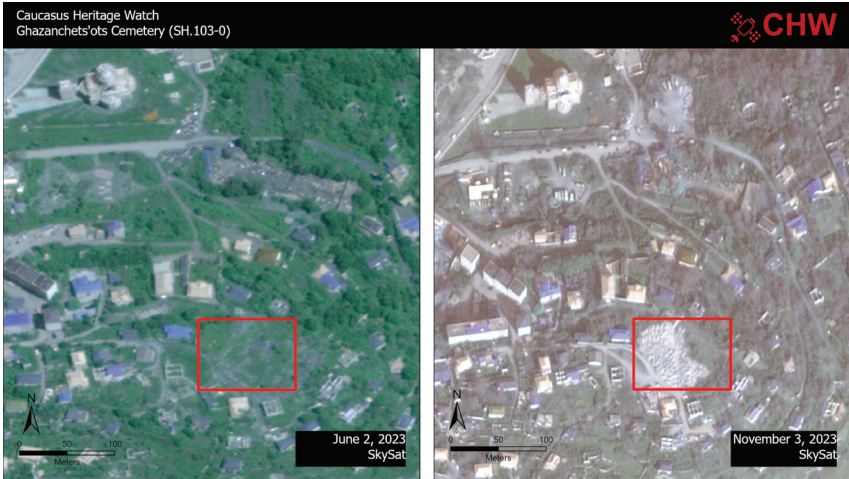 Caucasus Heritage Watch
Ghazanchets'ots Cemetery (SH.103-0)
CHW
N
0 50 100
Meters
June 2, 2023
SkySat
N
0 50 100
Meters
November 3, 2023
SkySat